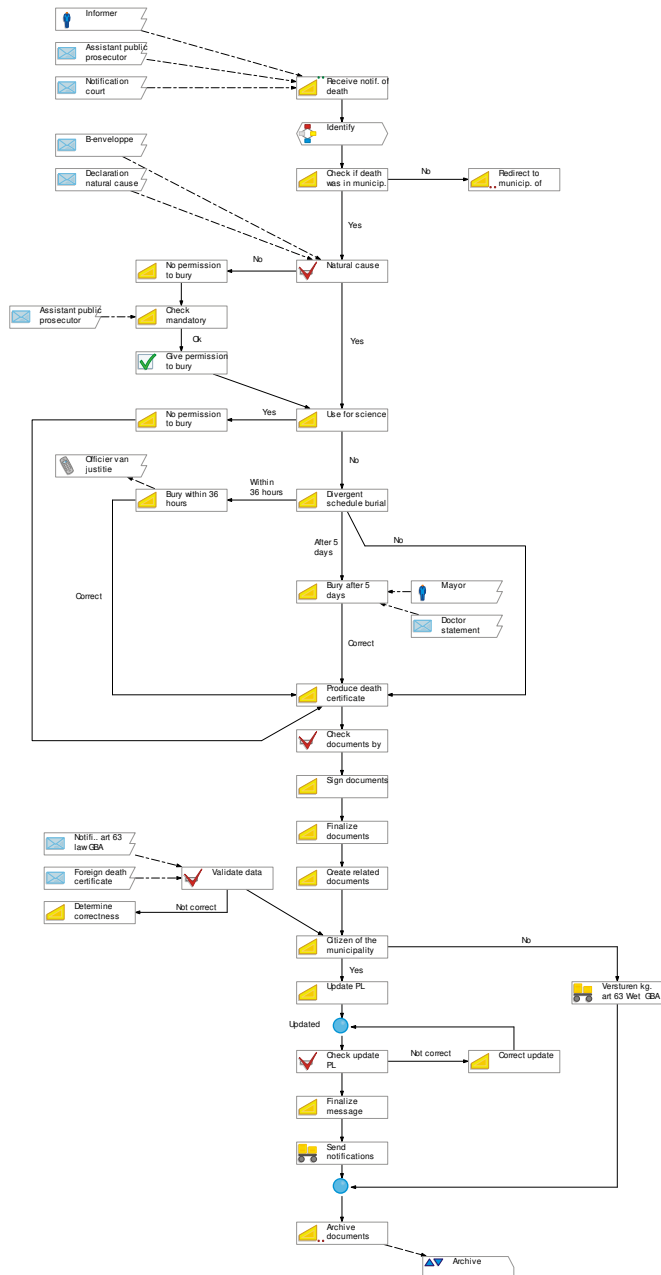 Informer
Assistant public
prosecutor
Notification
court
Receive notif. of
death
Identify
B-enveloppe
Declaration
natural cause
Check if death
was in municip.
No
Redirect to
municip. of
Yes
No permission
to bury
No
Natural cause
Assistant public
prosecutor
Check
mandatory
Ok
Yes
Give permission
to bury
No permission
to bury
Yes
Use for science
No
Officier van
justitie
Within
36 hours
Bury within 36
hours
Divergent
schedule burial
After 5
days
No
Correct
Bury after 5
days
Mayor
Doctor
statement
Correct
Produce death
certificate
Check
documents by
Sign documents
Finalize
documents
Notifi.. art 63
law GBA
Foreign death
certificate
Validate data
Create related
documents
Determine
correctness
Not correct
Citizen of the
municipality
No
Yes
Update PL
Versturen kg.
art 63 Wet GBA
Updated
Check update
PL
Not correct
Correct update
Finalize
message
Send
notifications
Archive
documents
Archive